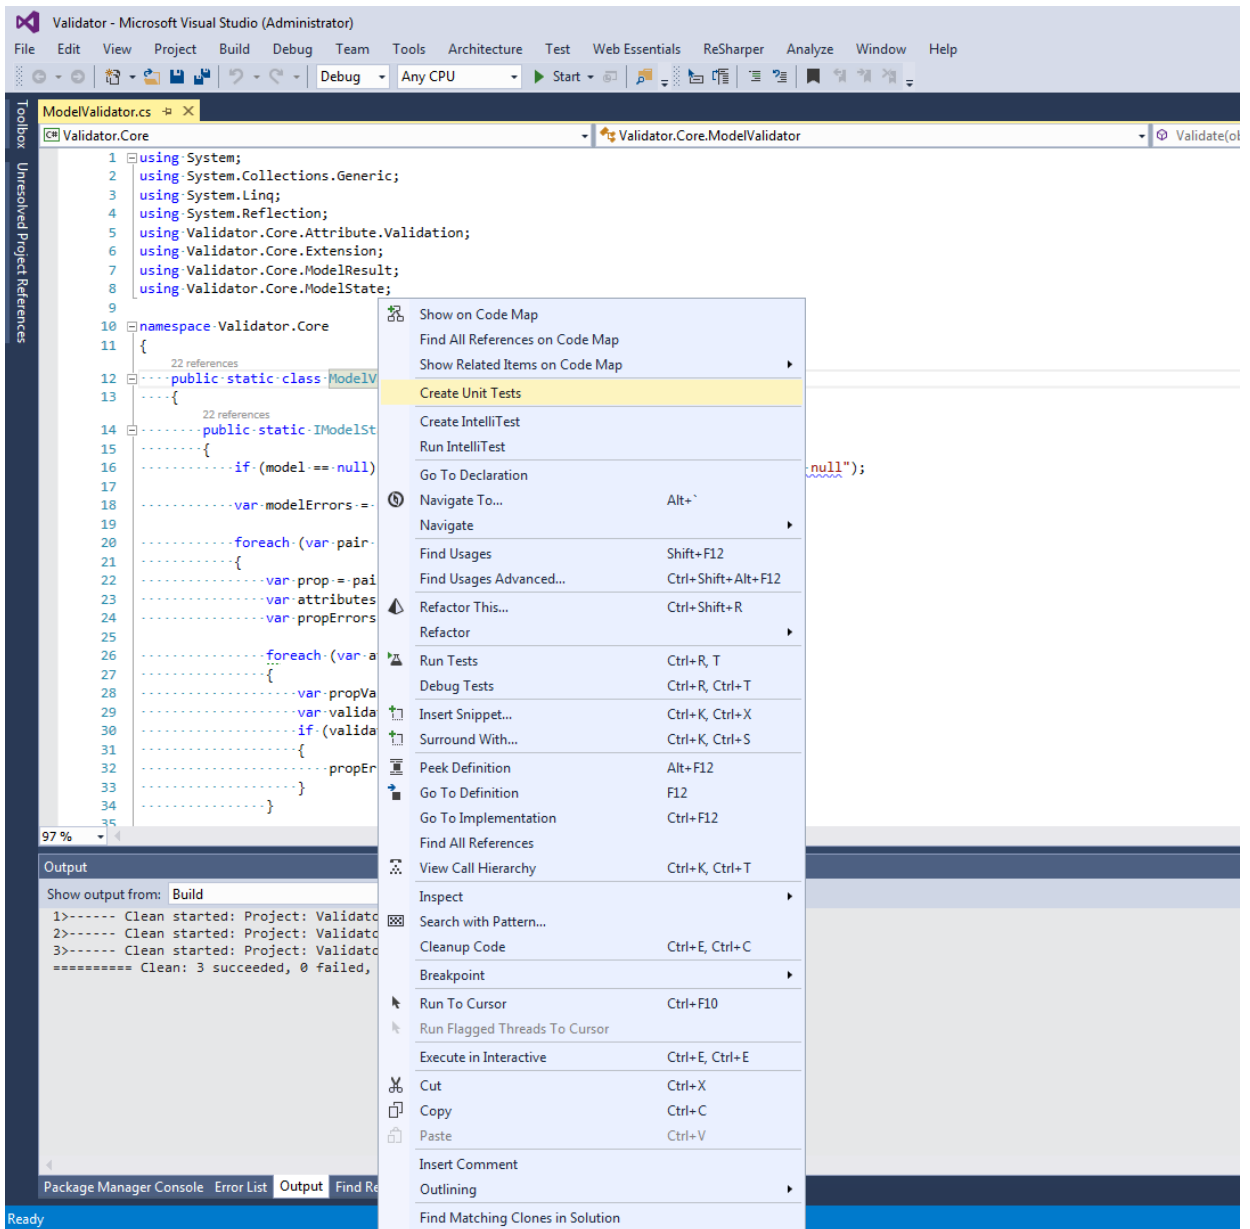 Validator - Microsoft Visual Studio (Administrator)
File Edit View Project Build Debug Team Tools Architecture Test Web Essentials ReSharper Analyze Window Help
Debug Any CPU Start
Toolbox
Unresolved Project References
ModelValidator.cs
C# Validator.Core Validator.Core.ModelValidator Validate(ob
1 using System;
2 using System.Collections.Generic;
3 using System.Linq;
4 using System.Reflection;
5 using Validator.Core.Attribute.Validation;
6 using Validator.Core.Extension;
7 using Validator.Core.ModelResult;
8 using Validator.Core.ModelState;
9
10 namespace Validator.Core
11 {
22 references
12 public static class ModelV
13 {
22 references
14 public static IModelSt
15 {
16 if (model == null) null");
17
18 var modelErrors =
19
20 foreach (var pair
21 {
22 var prop = pai
23 var attributes
24 var propErrors
25
26 foreach (var a
27 {
28 var propVa
29 var valida
30 if (valida
31 {
32 propEr
33 }
34 }
35
97 %
Show on Code Map
Find All References on Code Map
Show Related Items on Code Map
Create Unit Tests
Create IntelliTest
Run IntelliTest
Go To Declaration
Navigate To... Alt+`
Navigate
Find Usages Shift+F12
Find Usages Advanced... Ctrl+Shift+Alt+F12
Refactor This... Ctrl+Shift+R
Refactor
Run Tests Ctrl+R, T
Debug Tests Ctrl+R, Ctrl+T
Insert Snippet... Ctrl+K, Ctrl+X
Surround With... Ctrl+K, Ctrl+S
Peek Definition Alt+F12
Go To Definition F12
Go To Implementation Ctrl+F12
Find All References
View Call Hierarchy Ctrl+K, Ctrl+T
Inspect
Search with Pattern...
Cleanup Code Ctrl+E, Ctrl+C
Breakpoint
Run To Cursor Ctrl+F10
Run Flagged Threads To Cursor
Execute in Interactive Ctrl+E, Ctrl+E
Cut Ctrl+X
Copy Ctrl+C
Paste Ctrl+V
Insert Comment
Outlining
Find Matching Clones in Solution
Output
Show output from: Build
1>------ Clean started: Project: Validato
2>------ Clean started: Project: Validato
3>------ Clean started: Project: Validato
========== Clean: 3 succeeded, 0 failed,
Package Manager Console Error List Output Find Re
Ready